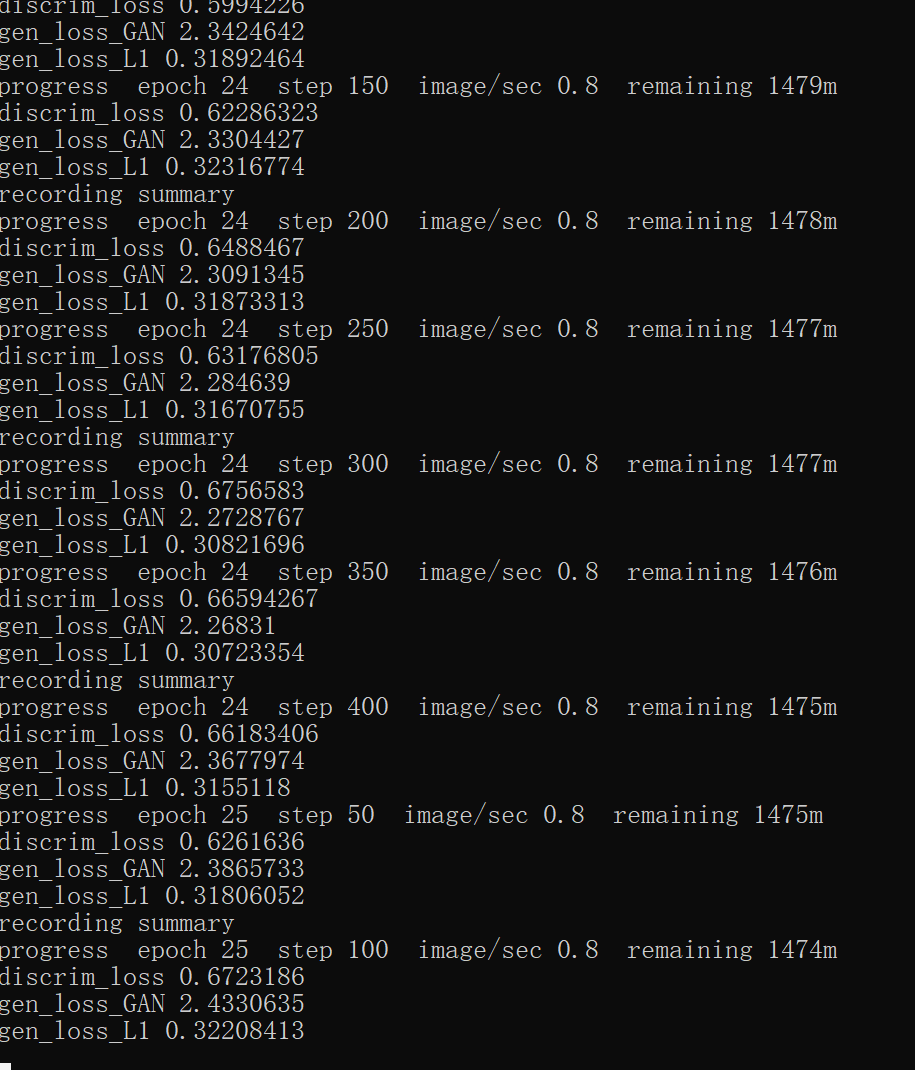 discrim_loss 0.5994226
gen_loss_GAN 2.3424642
gen_loss_L1 0.31892464
progress  epoch 24  step 150  image/sec 0.8  remaining 1479m
discrim_loss 0.62286323
gen_loss_GAN 2.3304427
gen_loss_L1 0.32316774
recording summary
progress  epoch 24  step 200  image/sec 0.8  remaining 1478m
discrim_loss 0.6488467
gen_loss_GAN 2.3091345
gen_loss_L1 0.31873313
progress  epoch 24  step 250  image/sec 0.8  remaining 1477m
discrim_loss 0.63176805
gen_loss_GAN 2.284639
gen_loss_L1 0.31670755
recording summary
progress  epoch 24  step 300  image/sec 0.8  remaining 1477m
discrim_loss 0.6756583
gen_loss_GAN 2.2728767
gen_loss_L1 0.30821696
progress  epoch 24  step 350  image/sec 0.8  remaining 1476m
discrim_loss 0.66594267
gen_loss_GAN 2.26831
gen_loss_L1 0.30723354
recording summary
progress  epoch 24  step 400  image/sec 0.8  remaining 1475m
discrim_loss 0.66183406
gen_loss_GAN 2.3677974
gen_loss_L1 0.3155118
progress  epoch 25  step 50  image/sec 0.8  remaining 1475m
discrim_loss 0.6261636
gen_loss_GAN 2.3865733
gen_loss_L1 0.31806052
recording summary
progress  epoch 25  step 100  image/sec 0.8  remaining 1474m
discrim_loss 0.6723186
gen_loss_GAN 2.4330635
gen_loss_L1 0.32208413